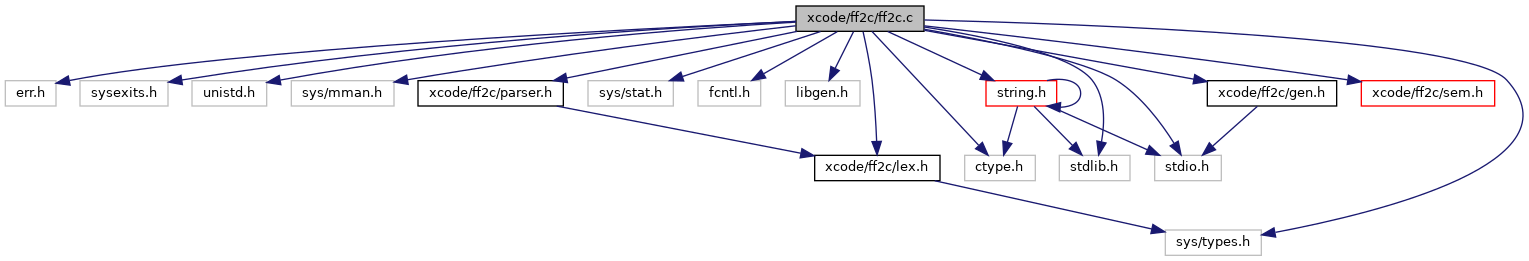 xcode/ff2c/ff2c.c
err.h
sysexits.h
unistd.h
sys/mman.h
xcode/ff2c/parser.h
sys/stat.h
fcntl.h
libgen.h
string.h
xcode/ff2c/gen.h
xcode/ff2c/sem.h
xcode/ff2c/lex.h
ctype.h
stdlib.h
stdio.h
sys/types.h